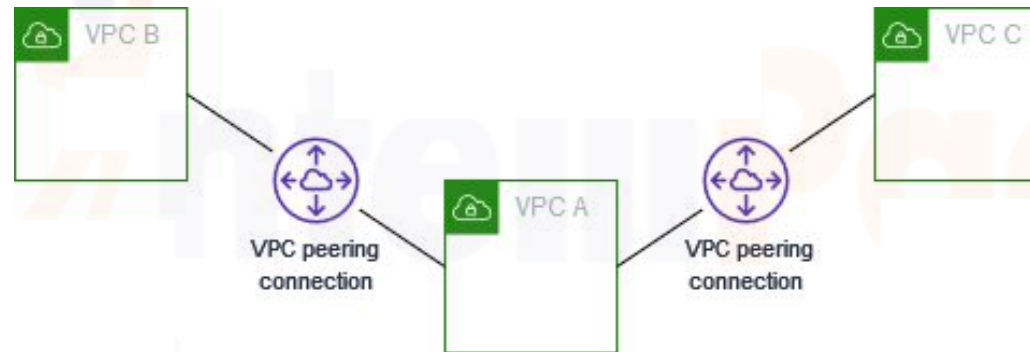 VPC B
VPC C
VPC A
VPC peering
connection
VPC peering
connection